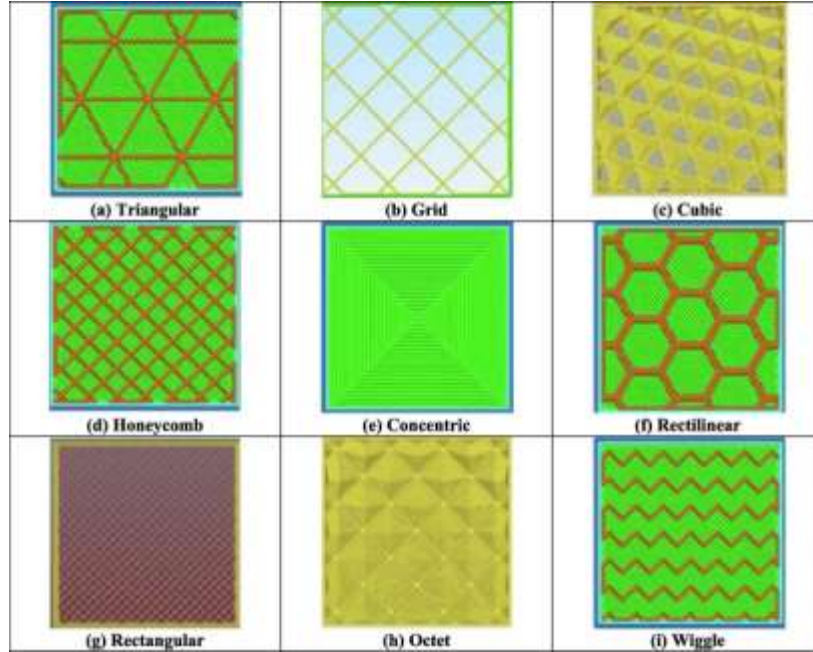 (a) Triangular
(b) Grid
(c) Cubic
(d) Honeycomb
(e) Concentric
(f) Rectilinear
(g) Rectangular
(h) Octet
(i) Wiggle